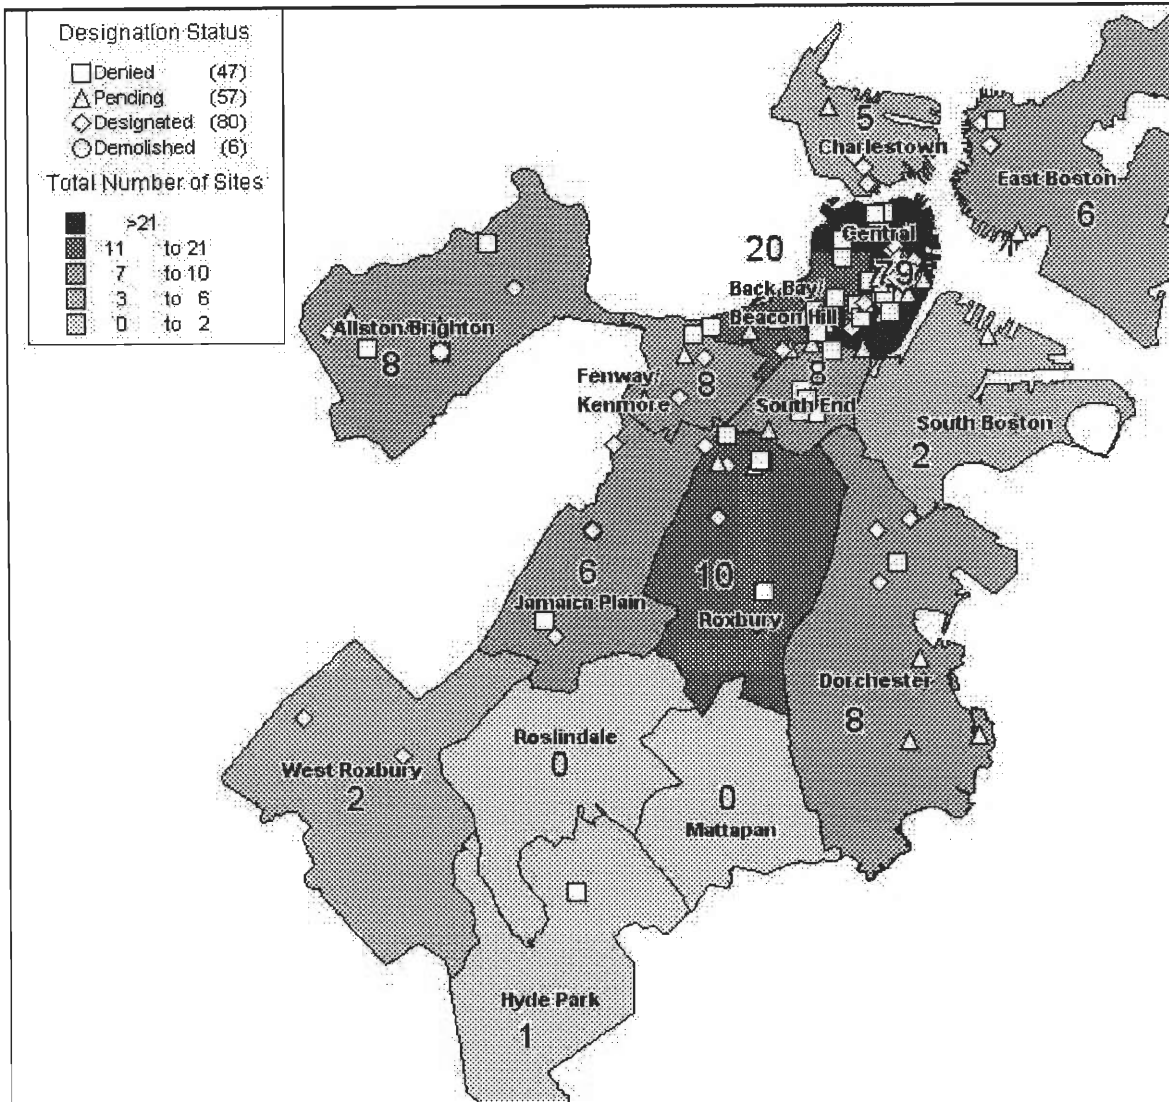 Designation Status
Denied (47)
Pending (57)
Designated (80)
Demolished (6)
Total Number of Sites
>21
11 to 21
7 to 10
3 to 6
0 to 2
5
Charlestown
East Boston
6
20
Central
79
Back Bay/
Beacon Hill
Allston/Brighton
8
Fenway/
Kenmore
8
8
South End
South Boston
2
6
Jamaica Plain
10
Roxbury
Dorchester
8
Roslindale
0
West Roxbury
2
0
Mattapan
Hyde Park
1